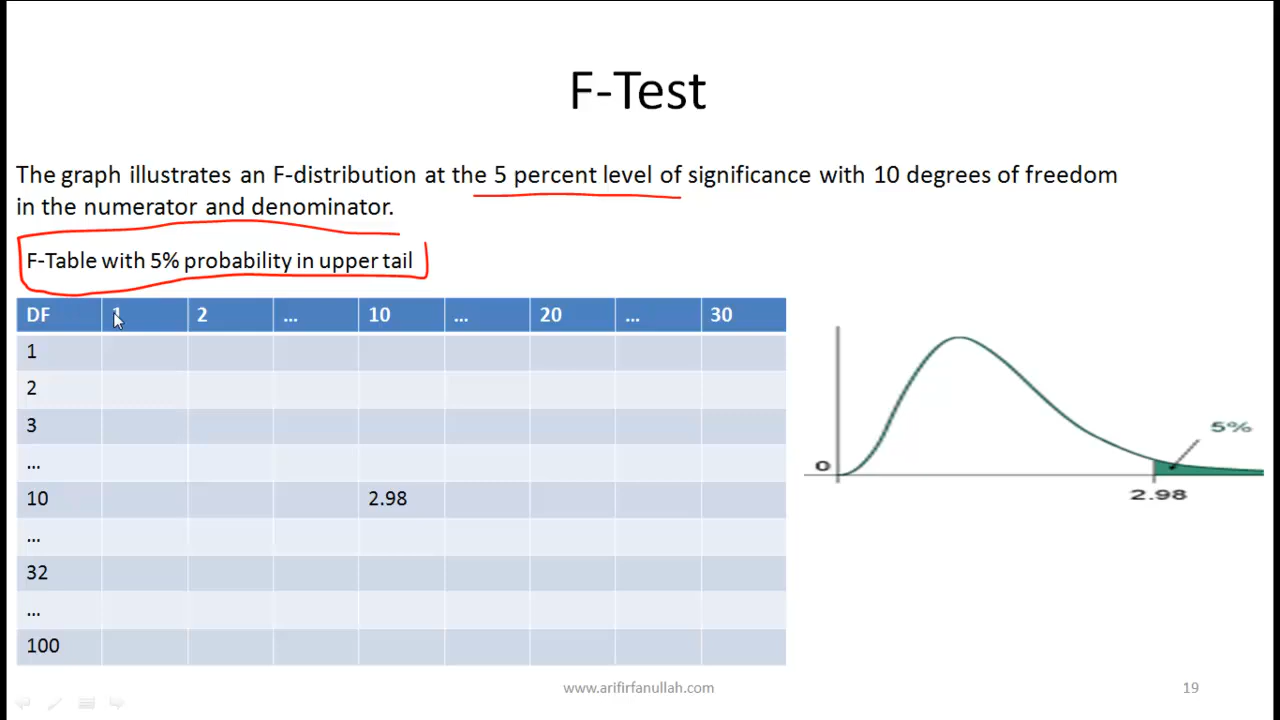 F-Test
The graph illustrates an F-distribution at the 5 percent level of significance with 10 degrees of freedom
in the numerator and denominator.
F-Table with 5% probability in upper tail
DF 1 2 ... 10 ... 20 ... 30
1
2
3
...
10 2.98
...
32
...
100
5%
0
2.98
www.arifirfanullah.com 19